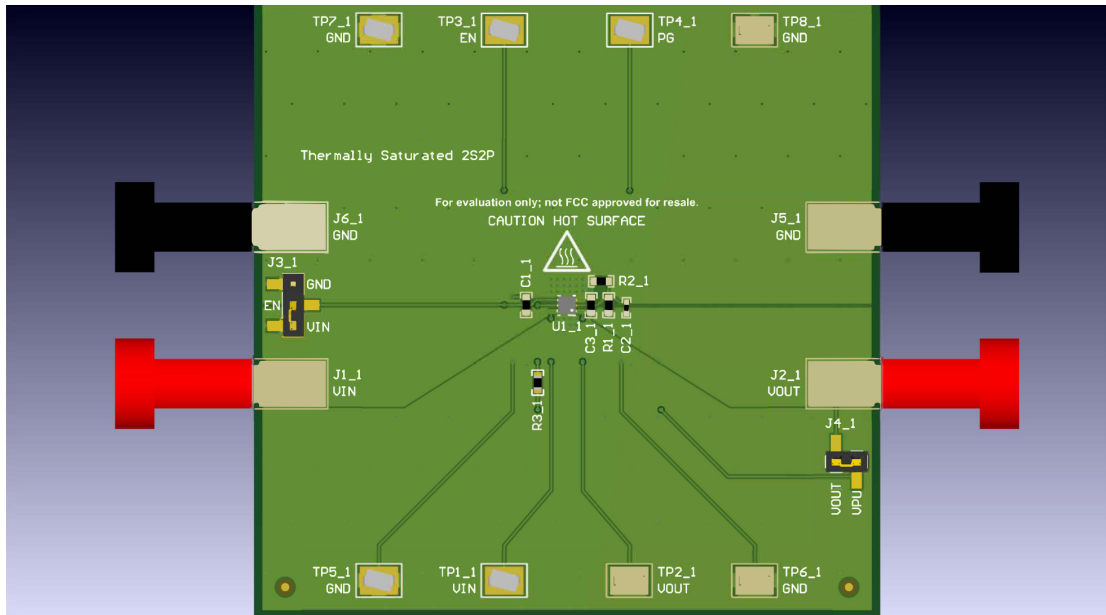 TP7_1
GND
TP3_1
EN
TP4_1
PG
TP8_1
GND
Thermally Saturated 2S2P
For evaluation only; not FCC approved for resale.
CAUTION HOT SURFACE
J6_1
GND
J5_1
GND
J3_1
GND
EN
VIN
C1_1
R2_1
U1_1
C3_1
R1_1
C2_1
J1_1
VIN
J2_1
VOUT
R3_1
J4_1
VOUT
VPU
TP5_1
GND
TP1_1
VIN
TP2_1
VOUT
TP6_1
GND